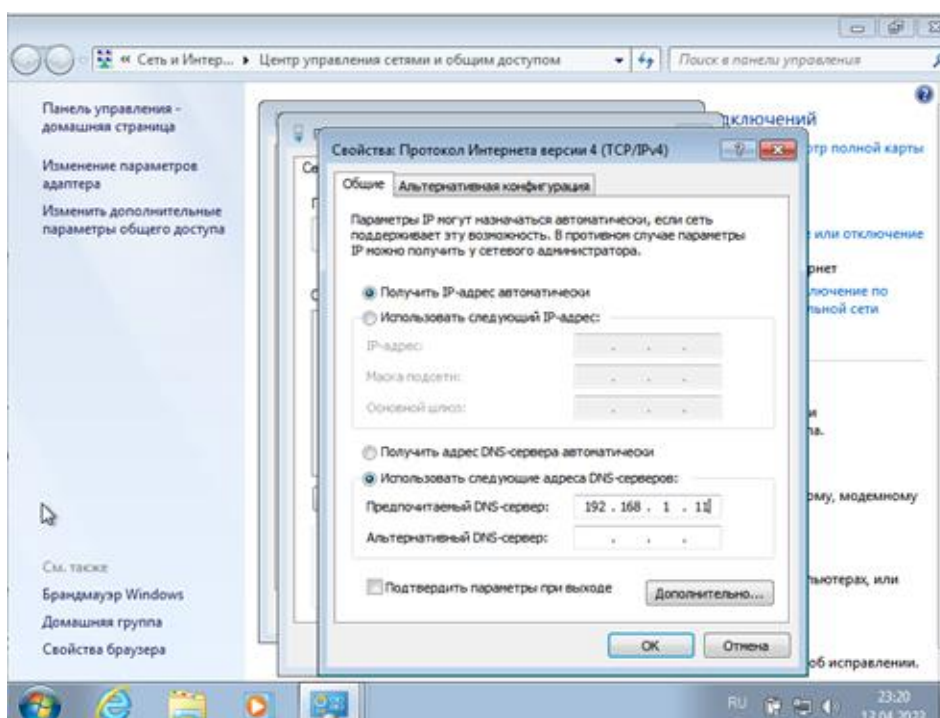 « Сеть и Интер... ▸ Центр управления сетями и общим доступом
Поиск в панели управления
Панель управления -
домашняя страница
Изменение параметров
адаптера
Изменить дополнительные
параметры общего доступа
См. также
Брандмауэр Windows
Домашняя группа
Свойства браузера
дключений
тр полной карты
или отключение
рнет
лючение по
льной сети
и
па.
ому, модемному
пьютерах, или
об исправлении.
Се
Свойства: Протокол Интернета версии 4 (TCP/IPv4)
Общие
Альтернативная конфигурация
Параметры IP могут назначаться автоматически, если сеть
поддерживает эту возможность. В противном случае параметры
IP можно получить у сетевого администратора.
Получить IP-адрес автоматически
Использовать следующий IP-адрес:
IP-адрес:
Маска подсети:
Основной шлюз:
Получить адрес DNS-сервера автоматически
Использовать следующие адреса DNS-серверов:
Предпочитаемый DNS-сервер: 192 . 168 . 1 . 11
Альтернативный DNS-сервер: . . .
Подтвердить параметры при выходе
Дополнительно...
ОК
Отмена
RU
23:20